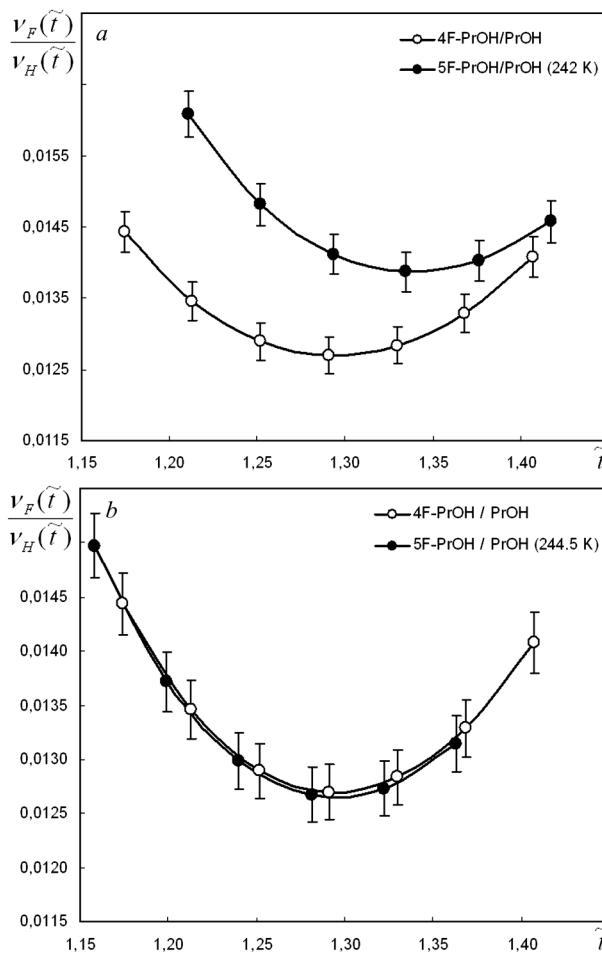 ν_F(t̃)
ν_H(t̃)
a
4F-PrOH/PrOH
5F-PrOH/PrOH (242 K)
0,0155
0,0145
0,0135
0,0125
0,0115
1,15 1,20 1,25 1,30 1,35 1,40 t̃
ν_F(t̃)
ν_H(t̃)
b
4F-PrOH / PrOH
5F-PrOH / PrOH (244.5 K)
0,0145
0,0140
0,0135
0,0130
0,0125
0,0120
0,0115
1,15 1,20 1,25 1,30 1,35 1,40 t̃